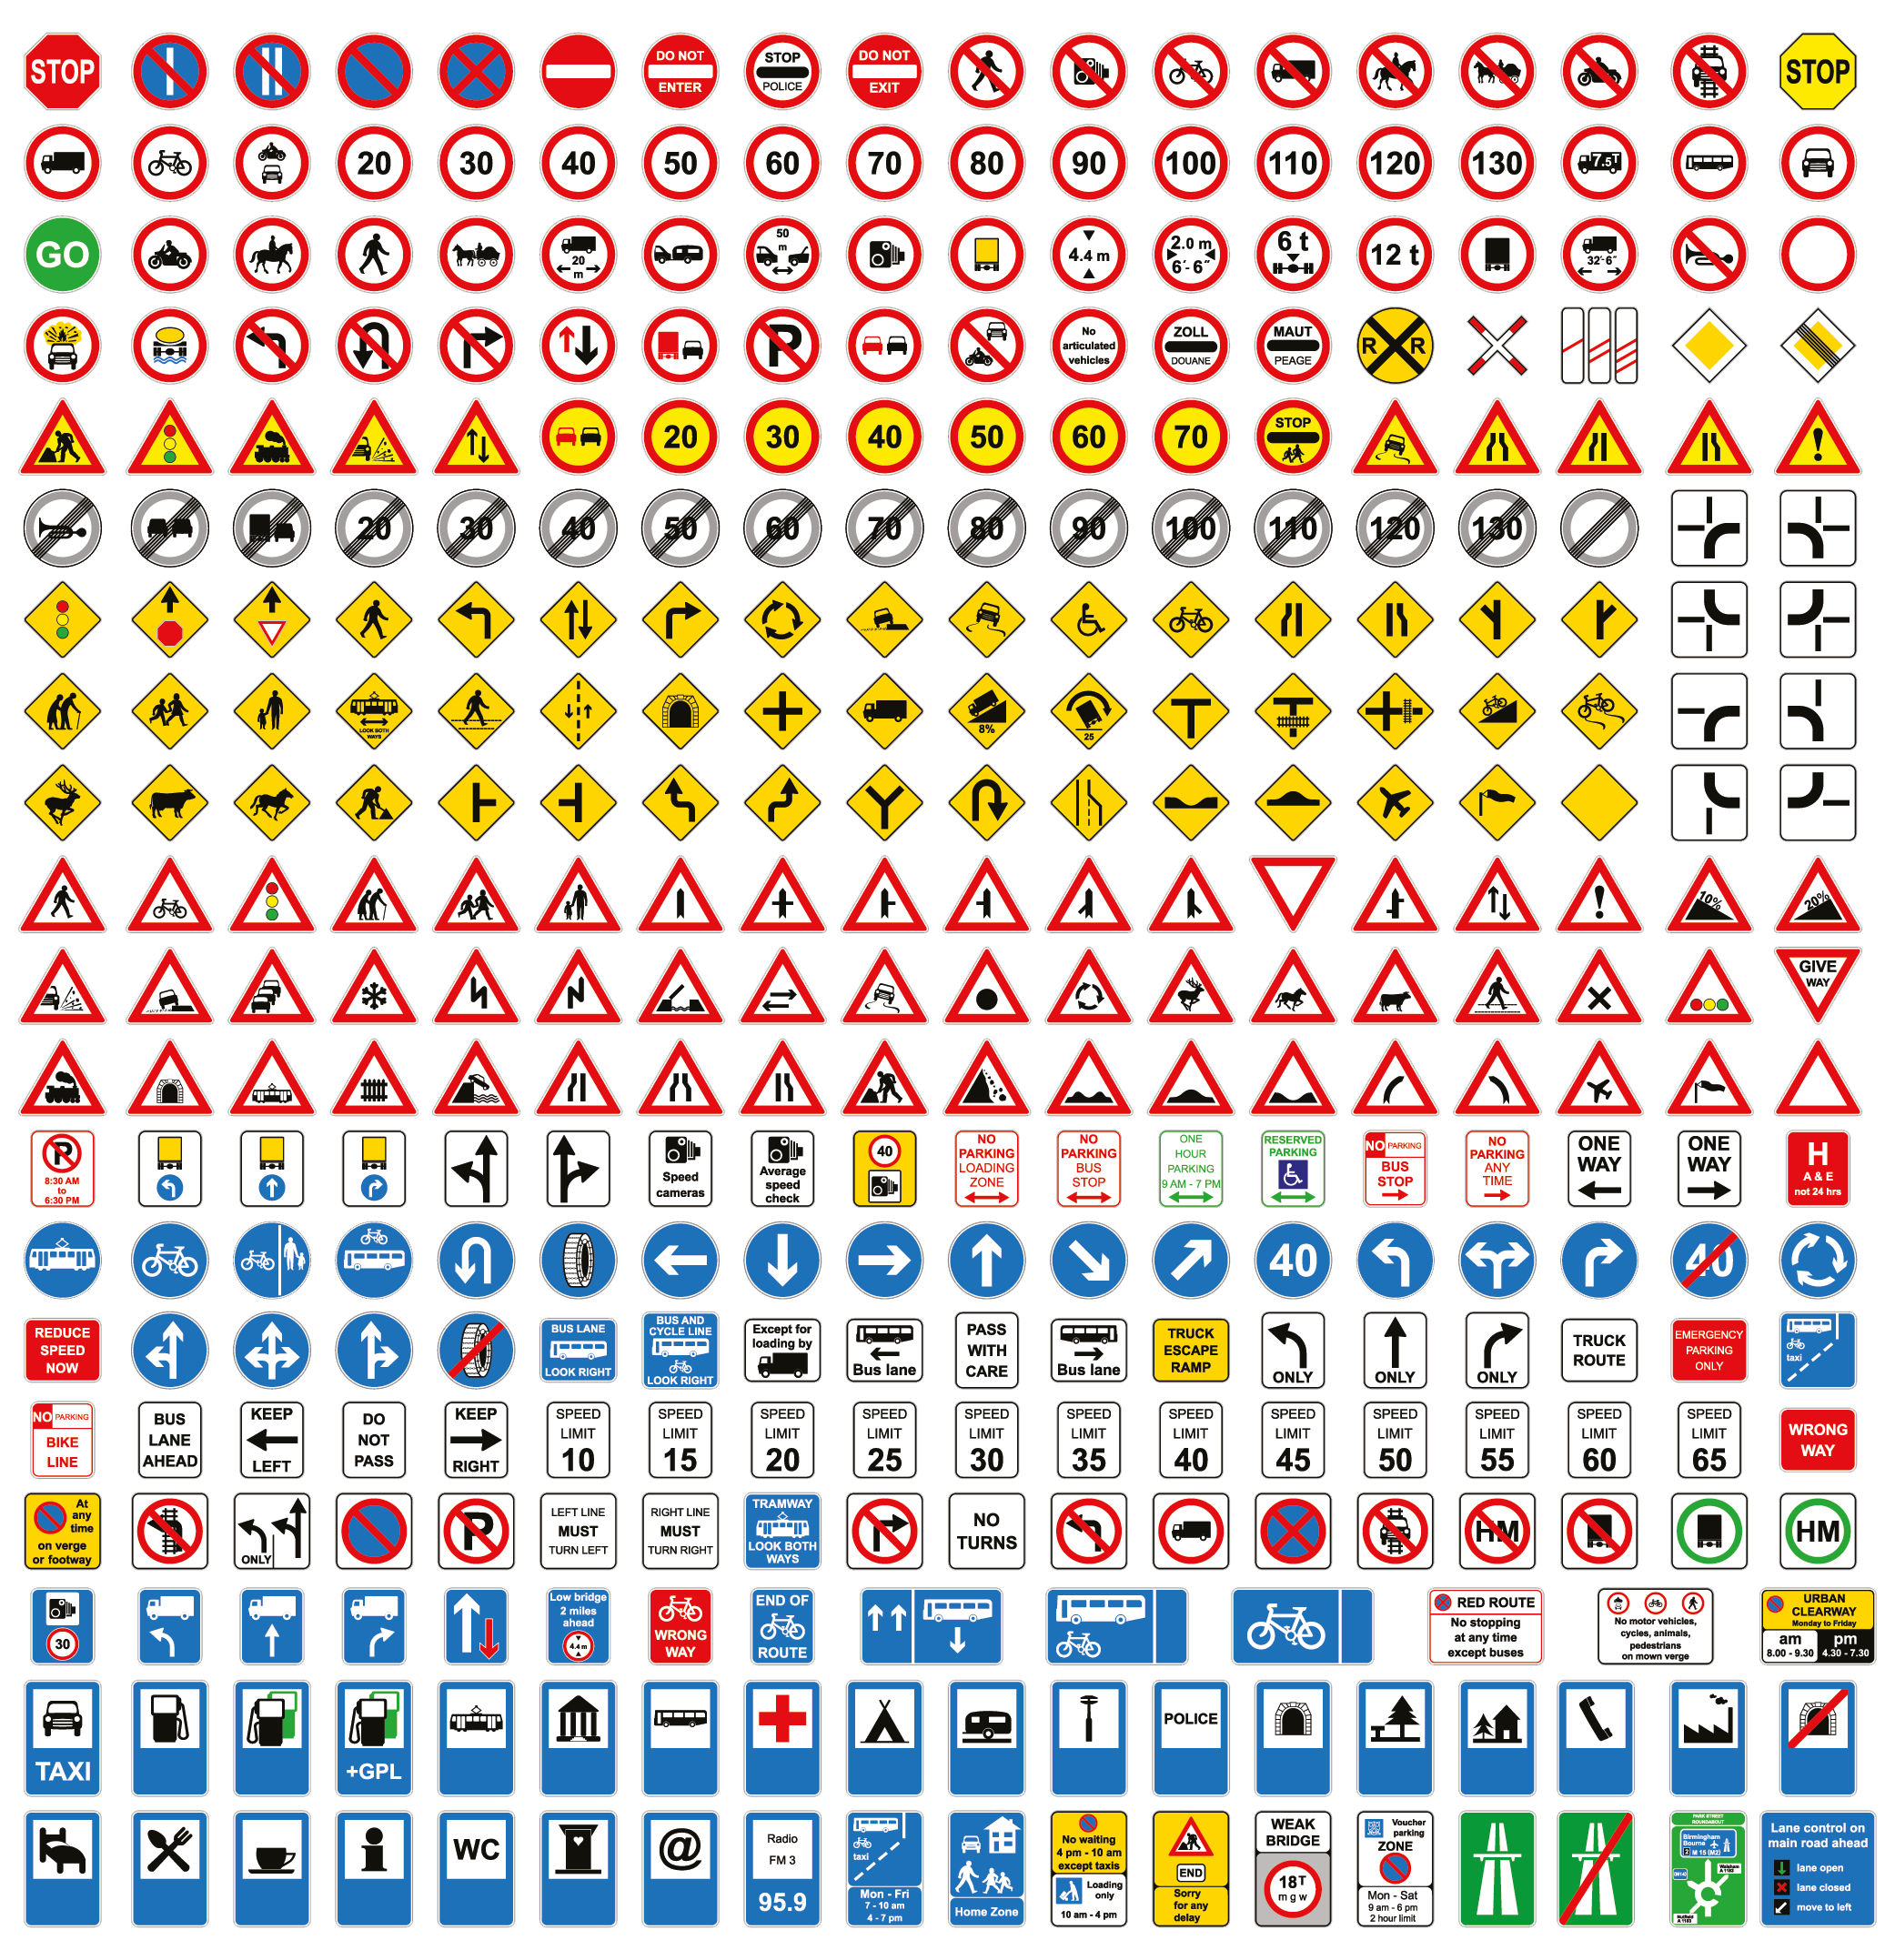 STOP
DO NOT
ENTER
STOP
POLICE
DO NOT
EXIT
STOP
20
30
40
50
60
70
80
90
100
110
120
130
7.5T
GO
20
m
50
m
4.4 m
2.0 m
6'-6"
6 t
12 t
32'-6"
P
No
articulated
vehicles
ZOLL
DOUANE
MAUT
PEAGE
R R
20
30
40
50
60
70
STOP
20
30
40
50
60
70
80
90
100
110
120
130
LOOK BOTH
WAYS
8%
25
10%
20%
GIVE
WAY
P
8:30 AM
to
6:30 PM
Speed
cameras
Average
speed
check
40
NO
PARKING
LOADING
ZONE
NO
PARKING
BUS
STOP
ONE
HOUR
PARKING
9 AM - 7 PM
RESERVED
PARKING
NO PARKING
BUS
STOP
NO
PARKING
ANY
TIME
ONE
WAY
ONE
WAY
H
A & E
not 24 hrs
40
40
REDUCE
SPEED
NOW
BUS LANE
LOOK RIGHT
BUS AND
CYCLE LINE
LOOK RIGHT
Except for
loading by
Bus lane
PASS
WITH
CARE
Bus lane
TRUCK
ESCAPE
RAMP
ONLY
ONLY
ONLY
TRUCK
ROUTE
EMERGENCY
PARKING
ONLY
taxi
NO PARKING
BIKE
LINE
BUS
LANE
AHEAD
KEEP
LEFT
DO
NOT
PASS
KEEP
RIGHT
SPEED
LIMIT
10
SPEED
LIMIT
15
SPEED
LIMIT
20
SPEED
LIMIT
25
SPEED
LIMIT
30
SPEED
LIMIT
35
SPEED
LIMIT
40
SPEED
LIMIT
45
SPEED
LIMIT
50
SPEED
LIMIT
55
SPEED
LIMIT
60
SPEED
LIMIT
65
WRONG
WAY
At
any
time
on verge
or footway
ONLY
P
LEFT LINE
MUST
TURN LEFT
RIGHT LINE
MUST
TURN RIGHT
TRAMWAY
LOOK BOTH
WAYS
NO
TURNS
HM
HM
30
Low bridge
2 miles
ahead
4.4 m
WRONG
WAY
END OF
ROUTE
RED ROUTE
No stopping
at any time
except buses
No motor vehicles,
cycles, animals,
pedestrians
on mown verge
URBAN
CLEARWAY
Monday to Friday
am pm
8.00 - 9.30 4.30 - 7.30
TAXI
+GPL
POLICE
WC
@
Radio
FM 3
95.9
taxi
Mon - Fri
7 - 10 am
4 - 7 pm
Home Zone
No waiting
4 pm - 10 am
except taxis
Loading
only
10 am - 4 pm
END
Sorry
for any
delay
WEAK
BRIDGE
18T
m g w
Voucher
parking
ZONE
Mon - Sat
9 am - 6 pm
2 hour limit
PARK STREET
ROUNDABOUT
Birmingham
Bourne
2 M 15 (M2)
Lane control on
main road ahead
lane open
lane closed
move to left